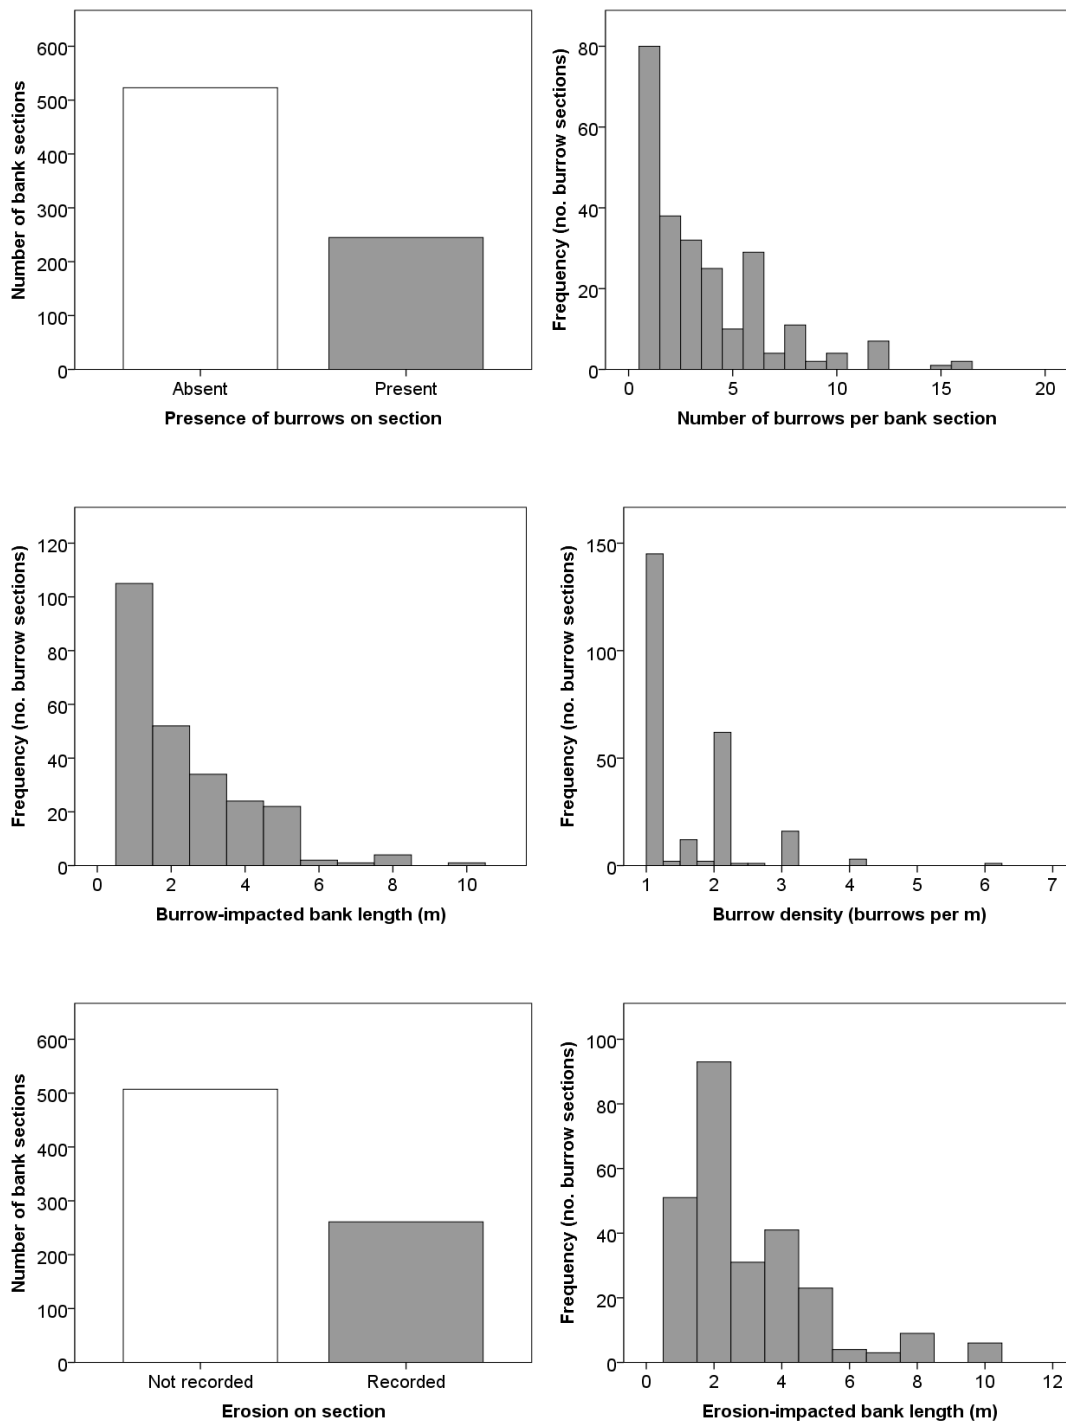 Number of bank sections
600
500
400
300
200
100
0
Absent Present
Presence of burrows on section
Frequency (no. burrow sections)
80
60
40
20
0
0 5 10 15 20
Number of burrows per bank section
Frequency (no. burrow sections)
120
100
80
60
40
20
0
0 2 4 6 8 10
Burrow-impacted bank length (m)
Frequency (no. burrow sections)
150
100
50
0
1 2 3 4 5 6 7
Burrow density (burrows per m)
Number of bank sections
600
500
400
300
200
100
0
Not recorded Recorded
Erosion on section
Frequency (no. burrow sections)
100
80
60
40
20
0
0 2 4 6 8 10 12
Erosion-impacted bank length (m)